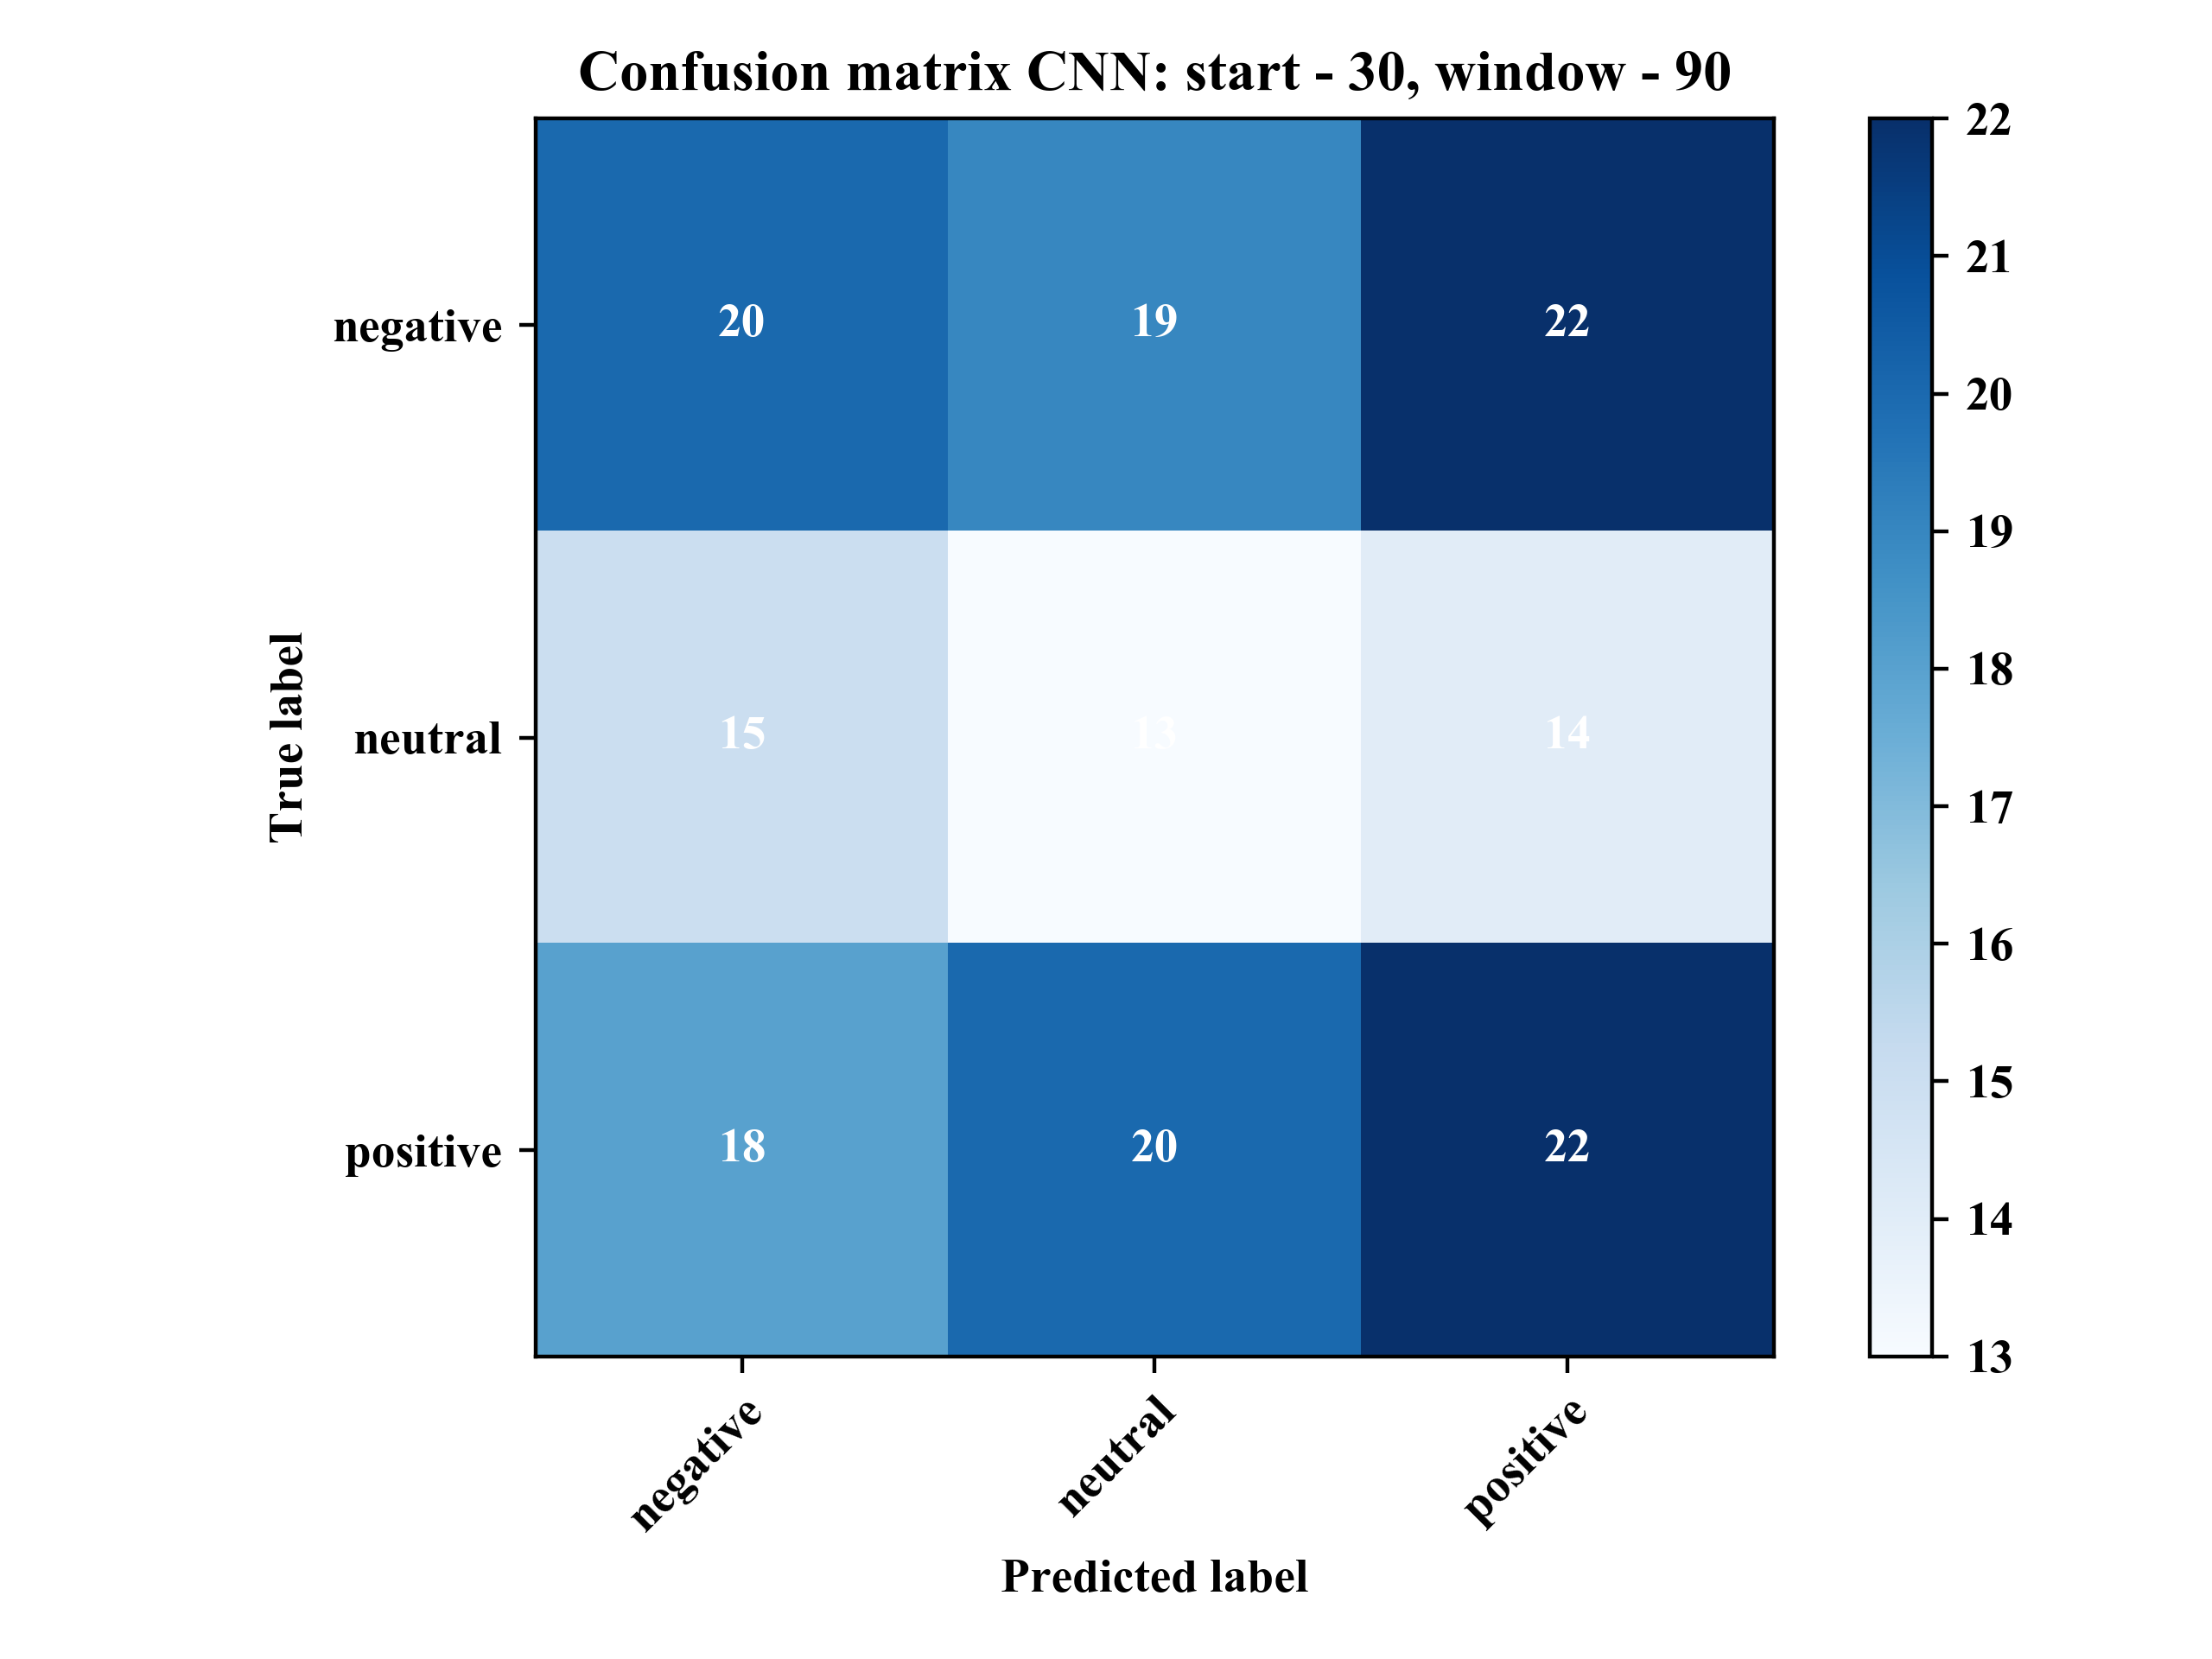 Confusion matrix CNN: start - 30, window - 90
True label
negative
20
19
22
neutral
15
13
14
positive
18
20
22
negative
neutral
positive
Predicted label
22
21
20
19
18
17
16
15
14
13